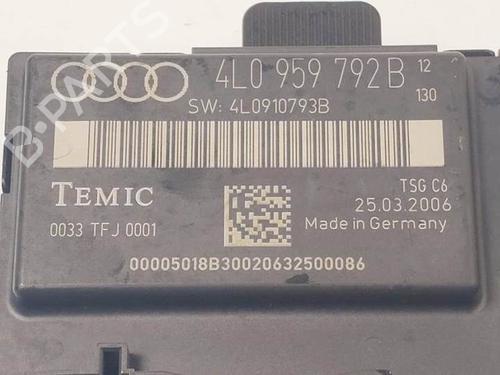 4L0 959 792B 12
130
SW: 4L0910793B
TEMIC
TSG C6
25.03.2006
0033 TFJ 0001
Made in Germany
00005018B30020632500086
B-PARTS